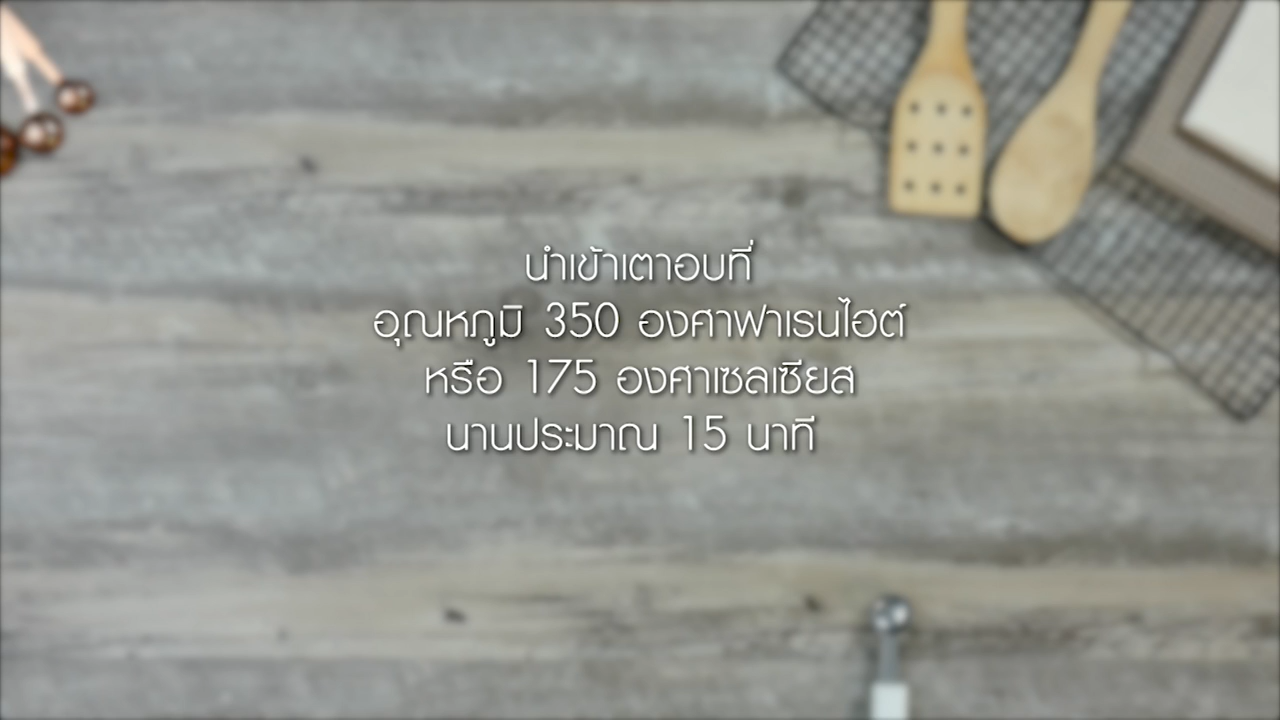 นำเข้าเตาอบที่
อุณหภูมิ 350 องศาฟาเรนไฮต์
หรือ 175 องศาเซลเซียส
นานประมาณ 15 นาที